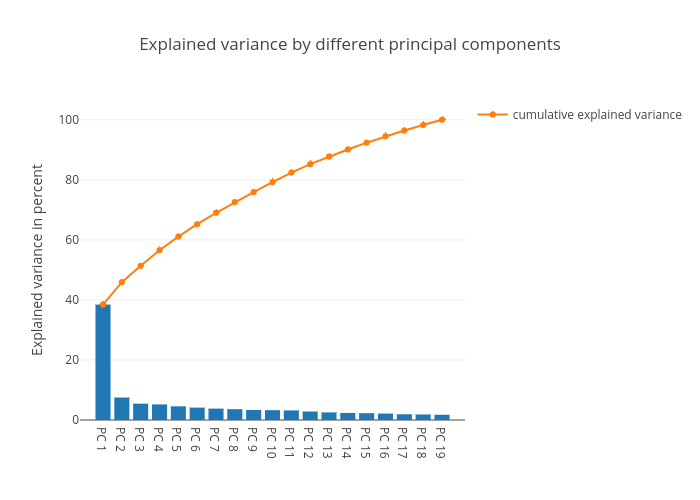 Explained variance by different principal components
cumulative explained variance
Explained variance in percent
100
80
60
40
20
0
PC 1
PC 2
PC 3
PC 4
PC 5
PC 6
PC 7
PC 8
PC 9
PC 10
PC 11
PC 12
PC 13
PC 14
PC 15
PC 16
PC 17
PC 18
PC 19